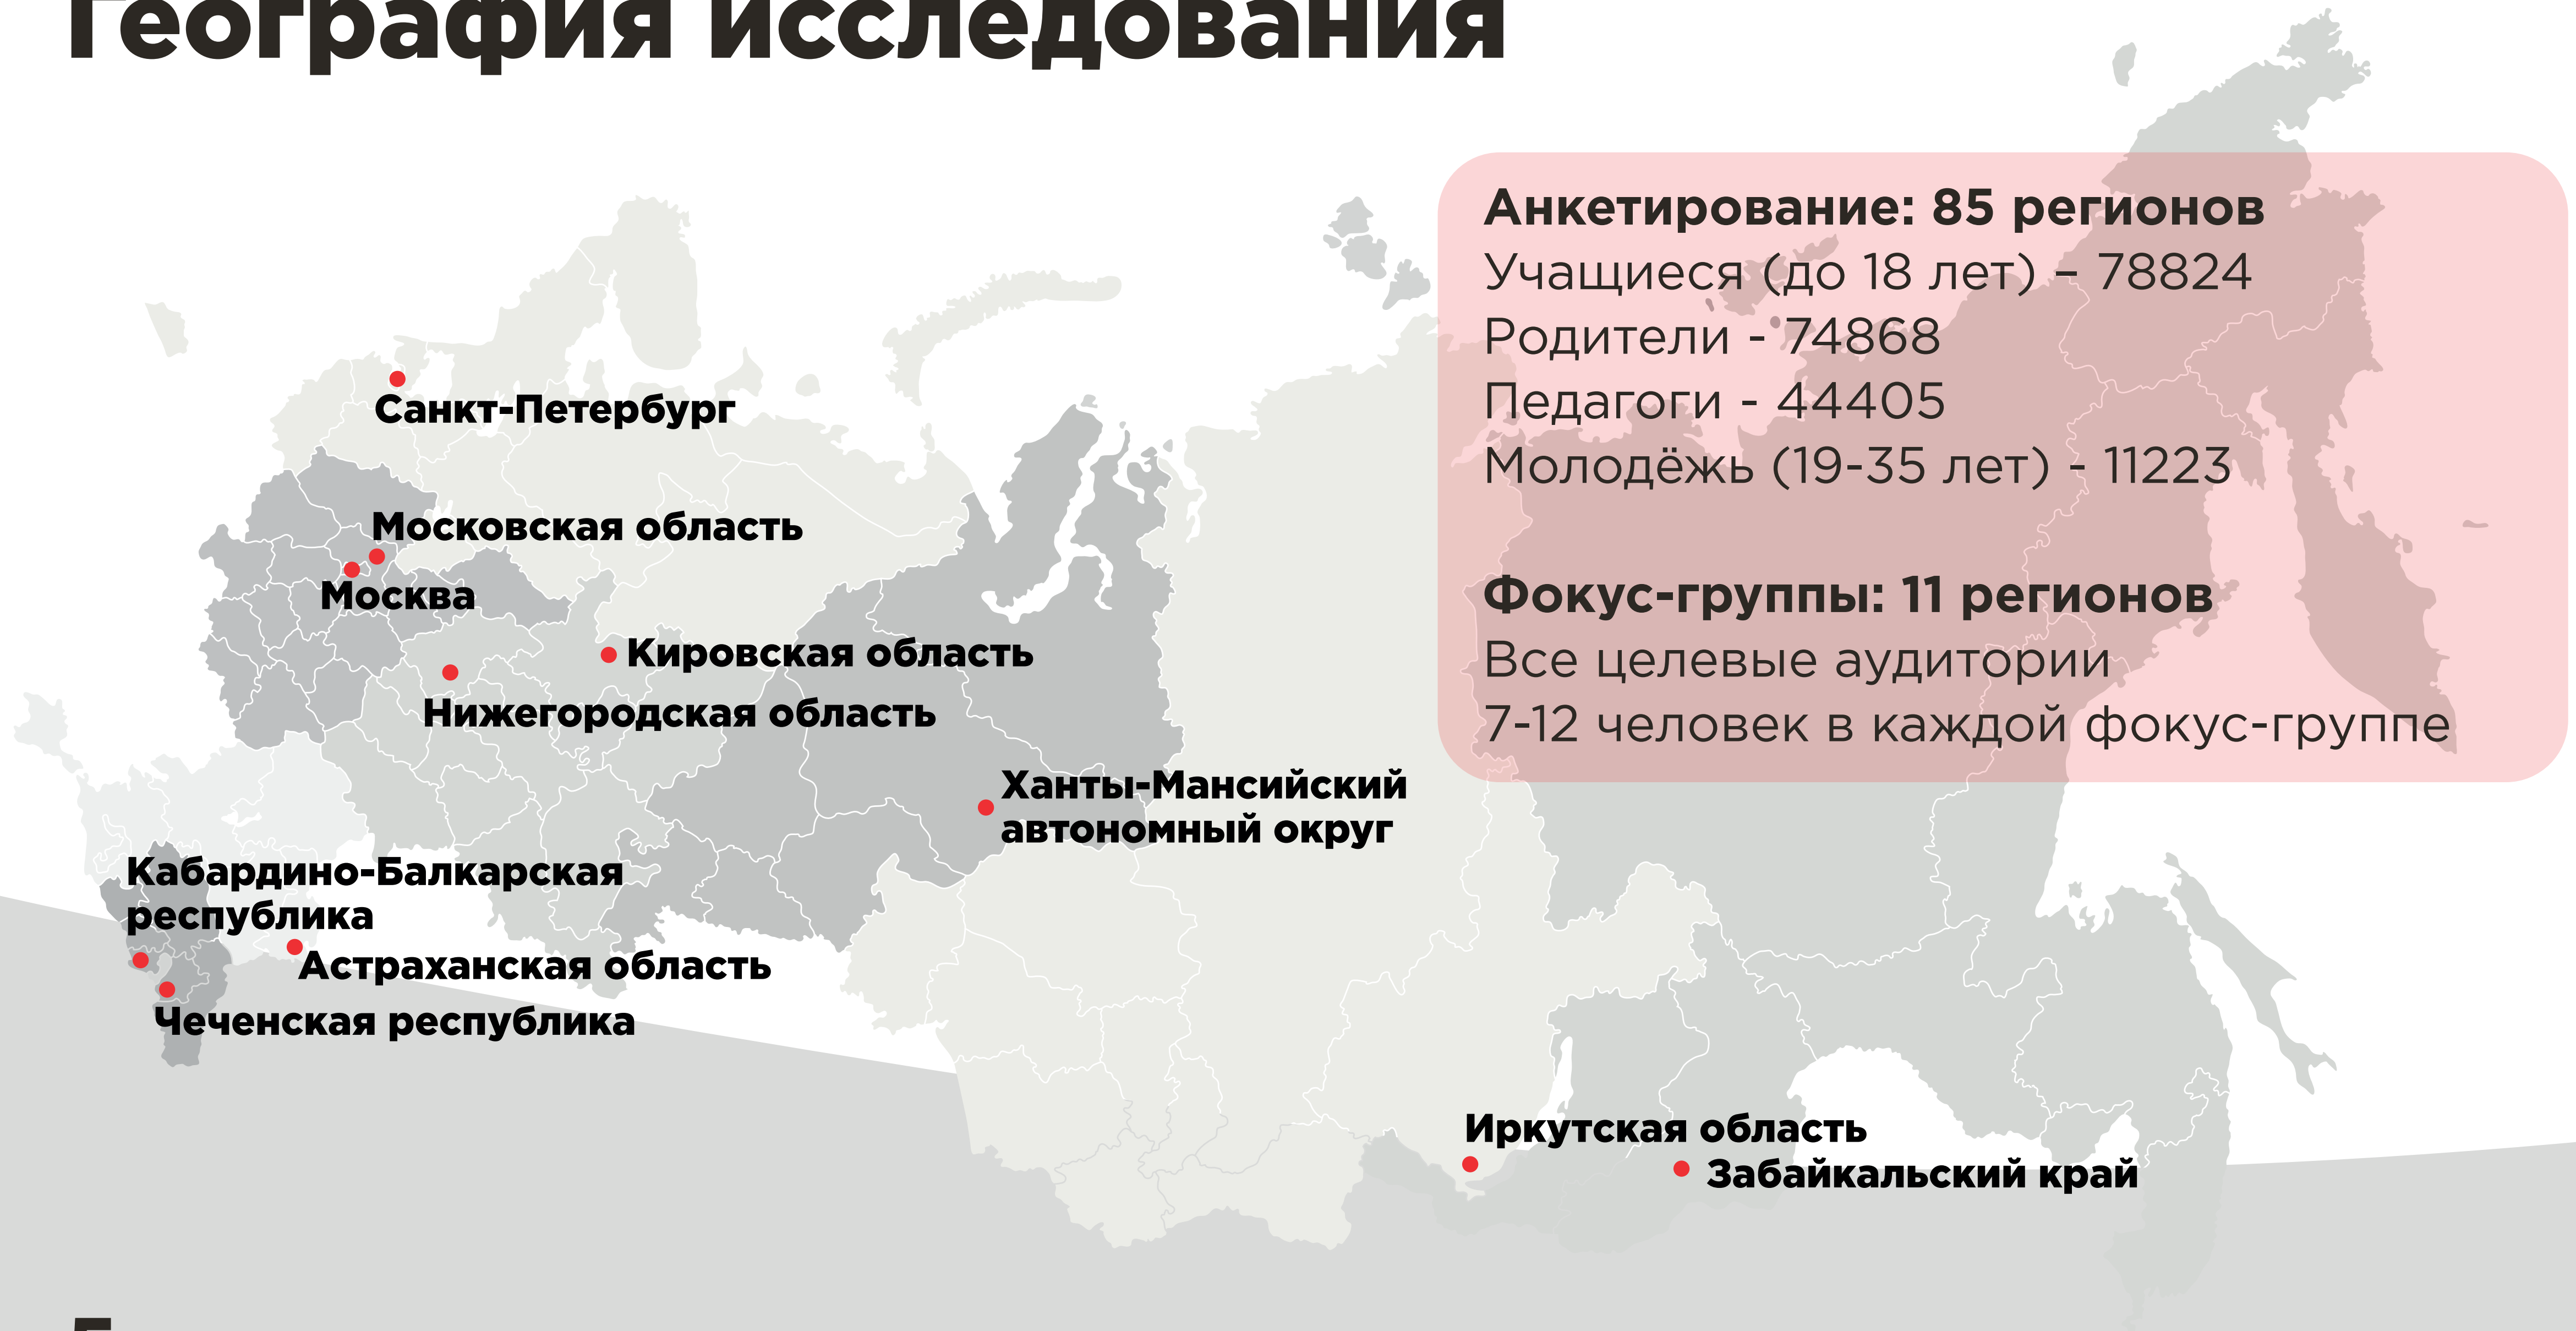 География исследования
Анкетирование: 85 регионов
Учащиеся (до 18 лет) – 78824
Родители - 74868
Педагоги - 44405
Молодёжь (19-35 лет) - 11223
Фокус-группы: 11 регионов
Все целевые аудитории
7-12 человек в каждой фокус-группе
Санкт-Петербург
Московская область
Москва
Кировская область
Нижегородская область
Ханты-Мансийский
автономный округ
Кабардино-Балкарская
республика
Астраханская область
Чеченская республика
Иркутская область
Забайкальский край